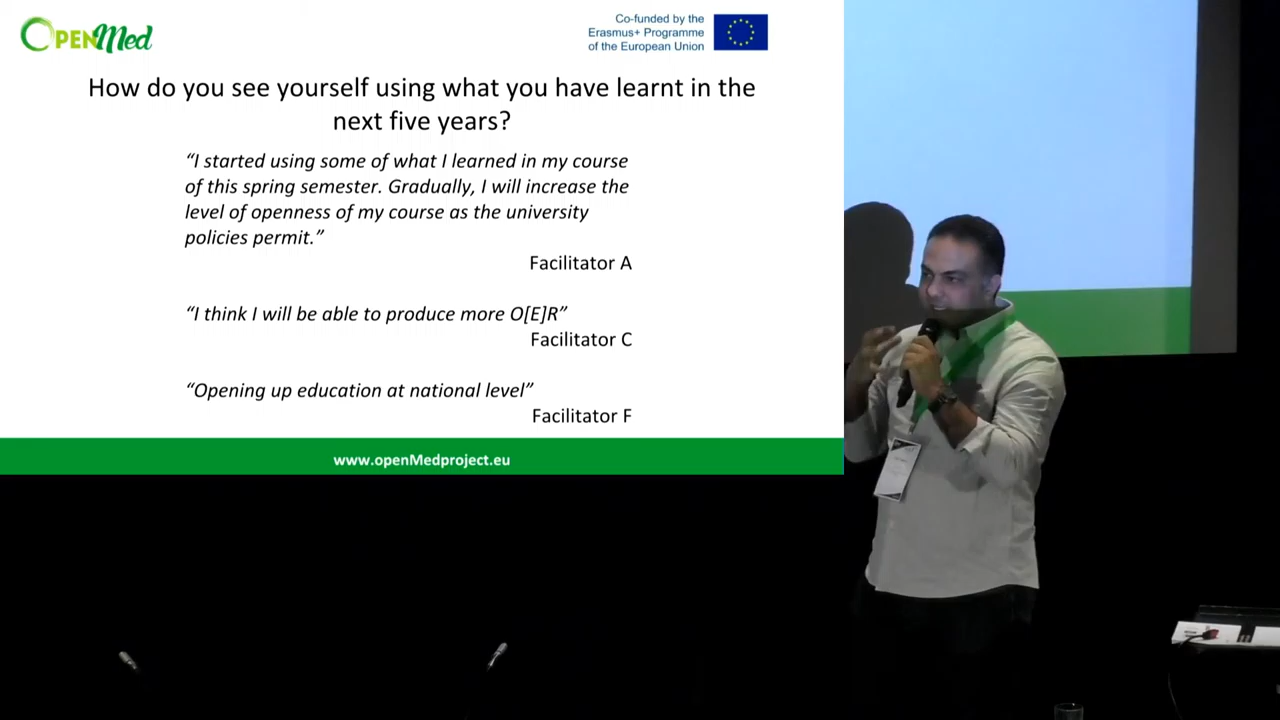 OPENMed
Co-funded by the
Erasmus+ Programme
of the European Union
How do you see yourself using what you have learnt in the
next five years?
“I started using some of what I learned in my course
of this spring semester. Gradually, I will increase the
level of openness of my course as the university
policies permit.”
Facilitator A
“I think I will be able to produce more O[E]R”
Facilitator C
“Opening up education at national level”
Facilitator F
www.openMedproject.eu